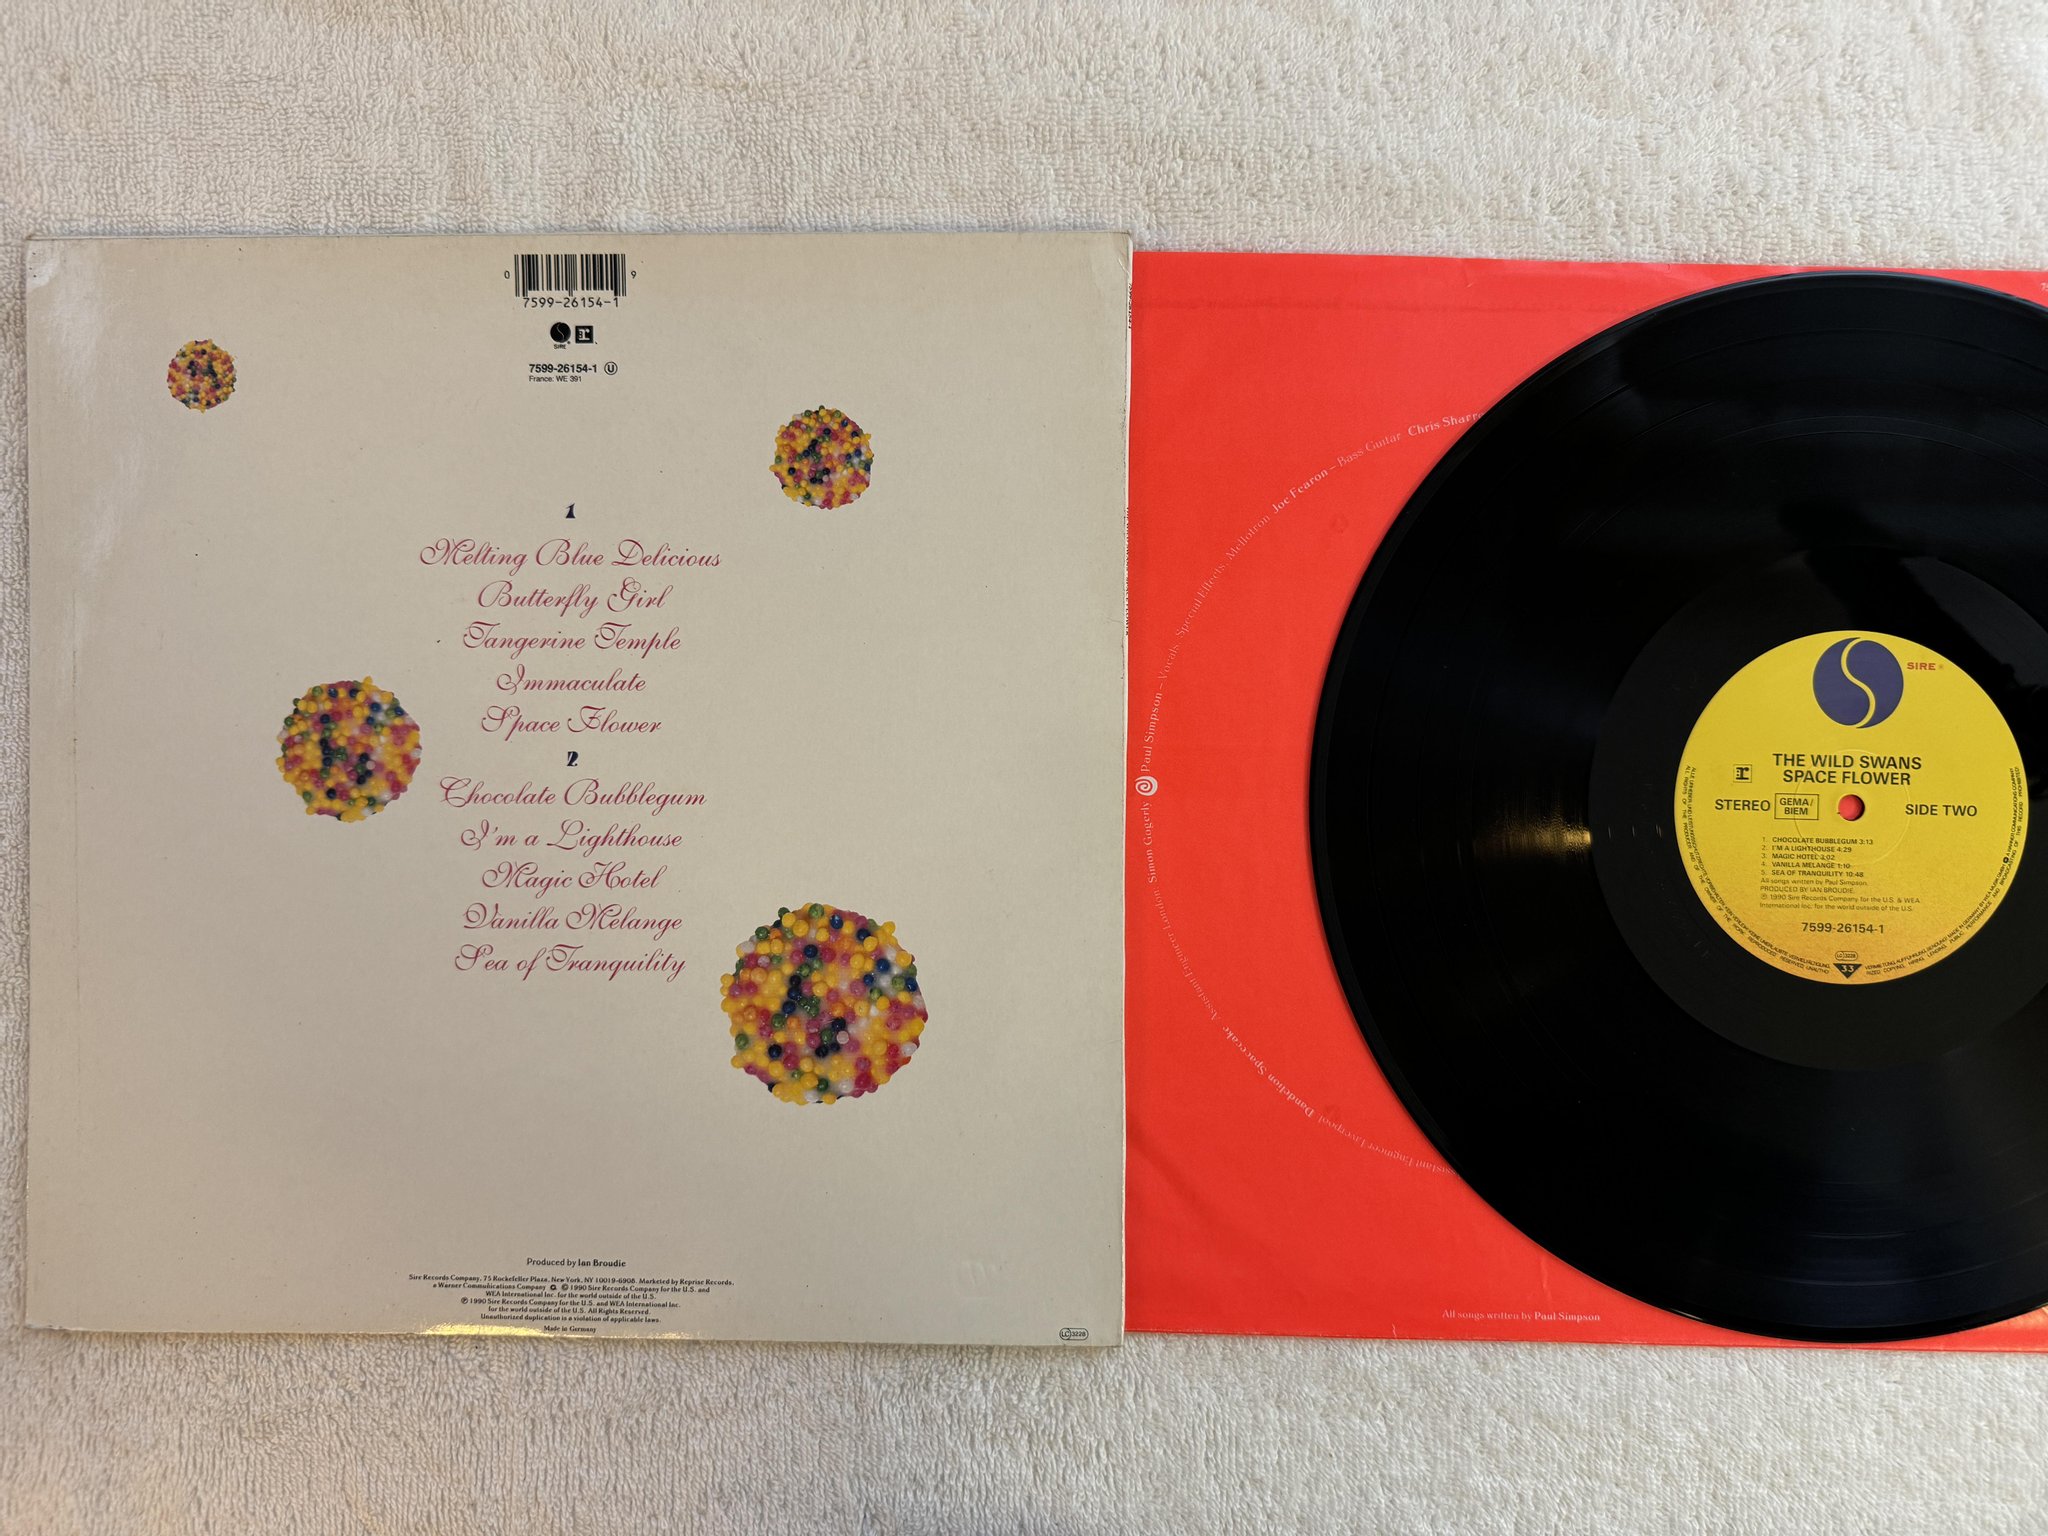 0 9
7599-26154-1
SIRE
r
7599-26154-1 U
France: WE 391
1
Melting Blue Delicious
Butterfly Girl
Tangerine Temple
Immaculate
Space Flower
2
Chocolate Bubblegum
I'm a Lighthouse
Magic Hotel
Vanilla Melange
Sea of Tranquility
Produced by Ian Broudie
Sire Records Company, 75 Rockefeller Plaza, New York, NY 10019-6908. Marketed by Reprise Records,
a Warner Communications Company © 1990 Sire Records Company for the U.S. and
WEA International Inc. for the world outside of the U.S.
℗ 1990 Sire Records Company for the U.S. and WEA International Inc.
for the world outside of the U.S. All Rights Reserved.
Unauthorized duplication is a violation of applicable laws.
Made in Germany
LC 3228
Simon Gogerly
Paul Simpson – Vocals, Special Effects, Mellotron Joe Fearon – Bass Guitar Chris
Engineer Liverpool Dandelion Spacecake Assistant Engineer London
All songs written by Paul Simpson
SIRE
THE WILD SWANS
SPACE FLOWER
r
STEREO GEMA/BIEM SIDE TWO
1. CHOCOLATE BUBBLEGUM 3:13
2. I'M A LIGHTHOUSE 4:29
3. MAGIC HOTEL 3:02
4. VANILLA MELANGE 1:10
5. SEA OF TRANQUILITY 10:48
All songs written by Paul Simpson.
PRODUCED BY IAN BROUDIE.
℗ 1990 Sire Records Company for the U.S. & WEA
International Inc. for the world outside of the U.S.
7599-26154-1
LC 3228
33